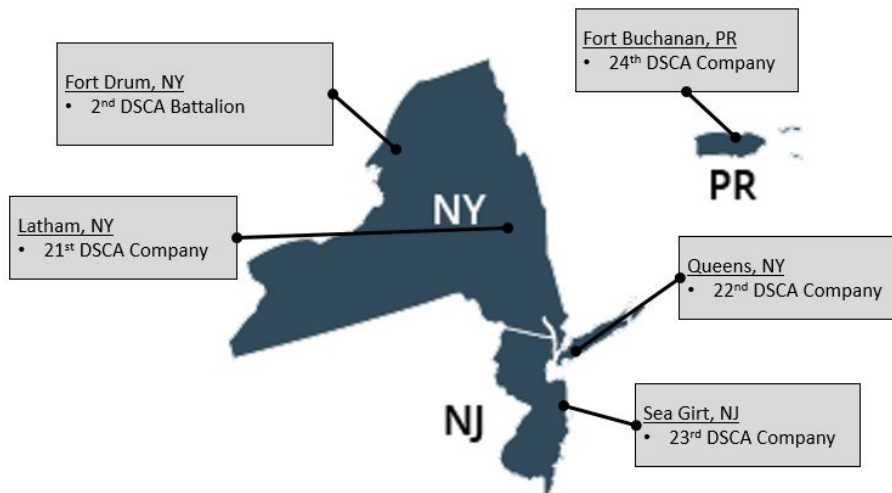 Fort Buchanan, PR
• 24th DSCA Company
Fort Drum, NY
• 2nd DSCA Battalion
PR
NY
Latham, NY
• 21st DSCA Company
Queens, NY
• 22nd DSCA Company
NJ
Sea Girt, NJ
• 23rd DSCA Company